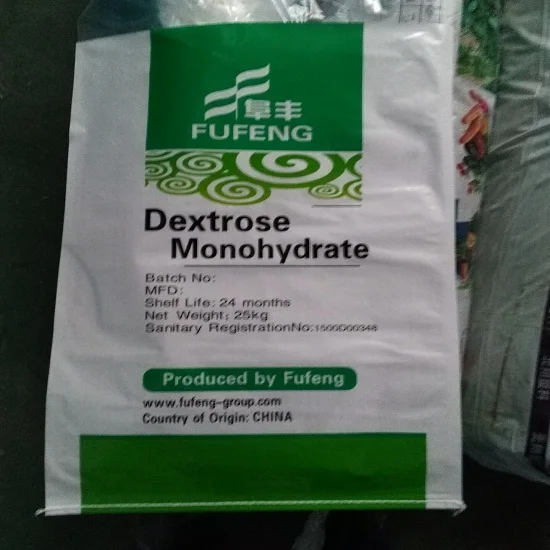 阜丰
FUFENG
Dextrose
Monohydrate
Batch No:
MFD:
Shelf Life: 24 months
Net Weight: 25kg
Sanitary RegistrationNo:1500D00348
Produced by Fufeng
www.fufeng-group.com
Country of Origin: CHINA